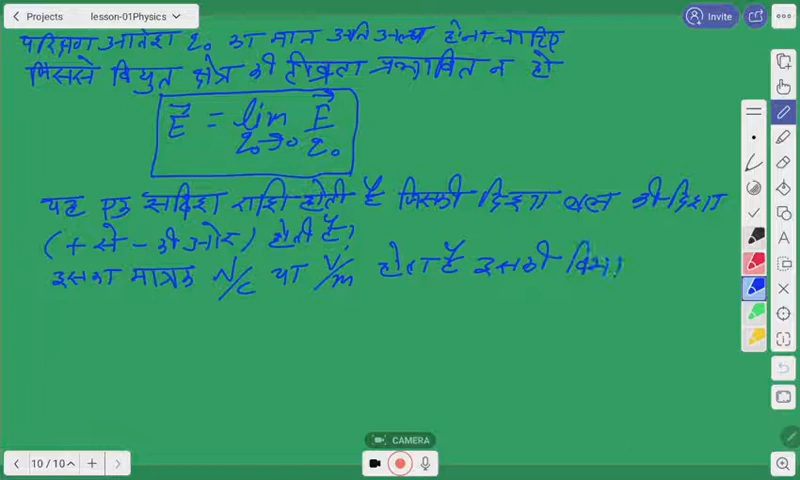 Projects
lesson-01Physics
Invite
परिक्षण आवेश q₀ का मान अति अल्प होना चाहिए
जिससे विद्युत क्षेत्र की तीव्रता प्रभावित न हो
E⃗ = lim q₀→0 F⃗/q₀
यह एक सदिश राशि होती है जिसकी दिशा बल की दिशा
(+ से - की ओर) होती है।
इसका मात्रक N/C या V/m होता है इसकी विमा
CAMERA
10 / 10